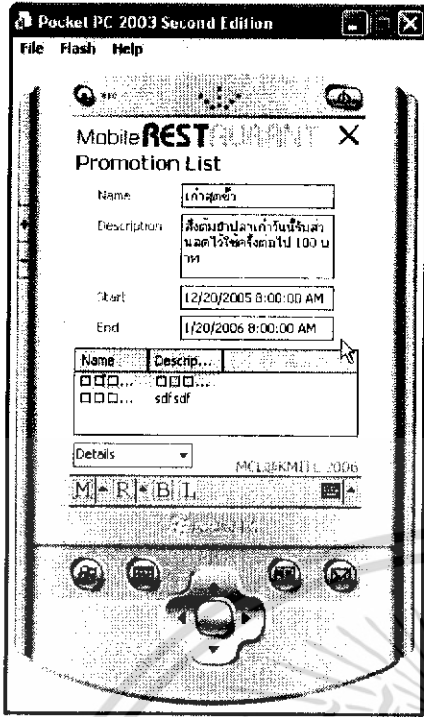 Pocket PC 2003 Second Edition
File Flash Help
Mobile RESTAURANT
Promotion List
Name
เก๋าสุดขั้ว
Description
สั่งต้มยำปลาเก๋าวันนี้รับส่ว
นลดไว้ใช้ครั้งต่อไป 100 บ
าท
Start 12/20/2005 8:00:00 AM
End 1/20/2006 8:00:00 AM
Name Descrip...
sdfsdf
Details
MCL@KMITL 2006
M R B L